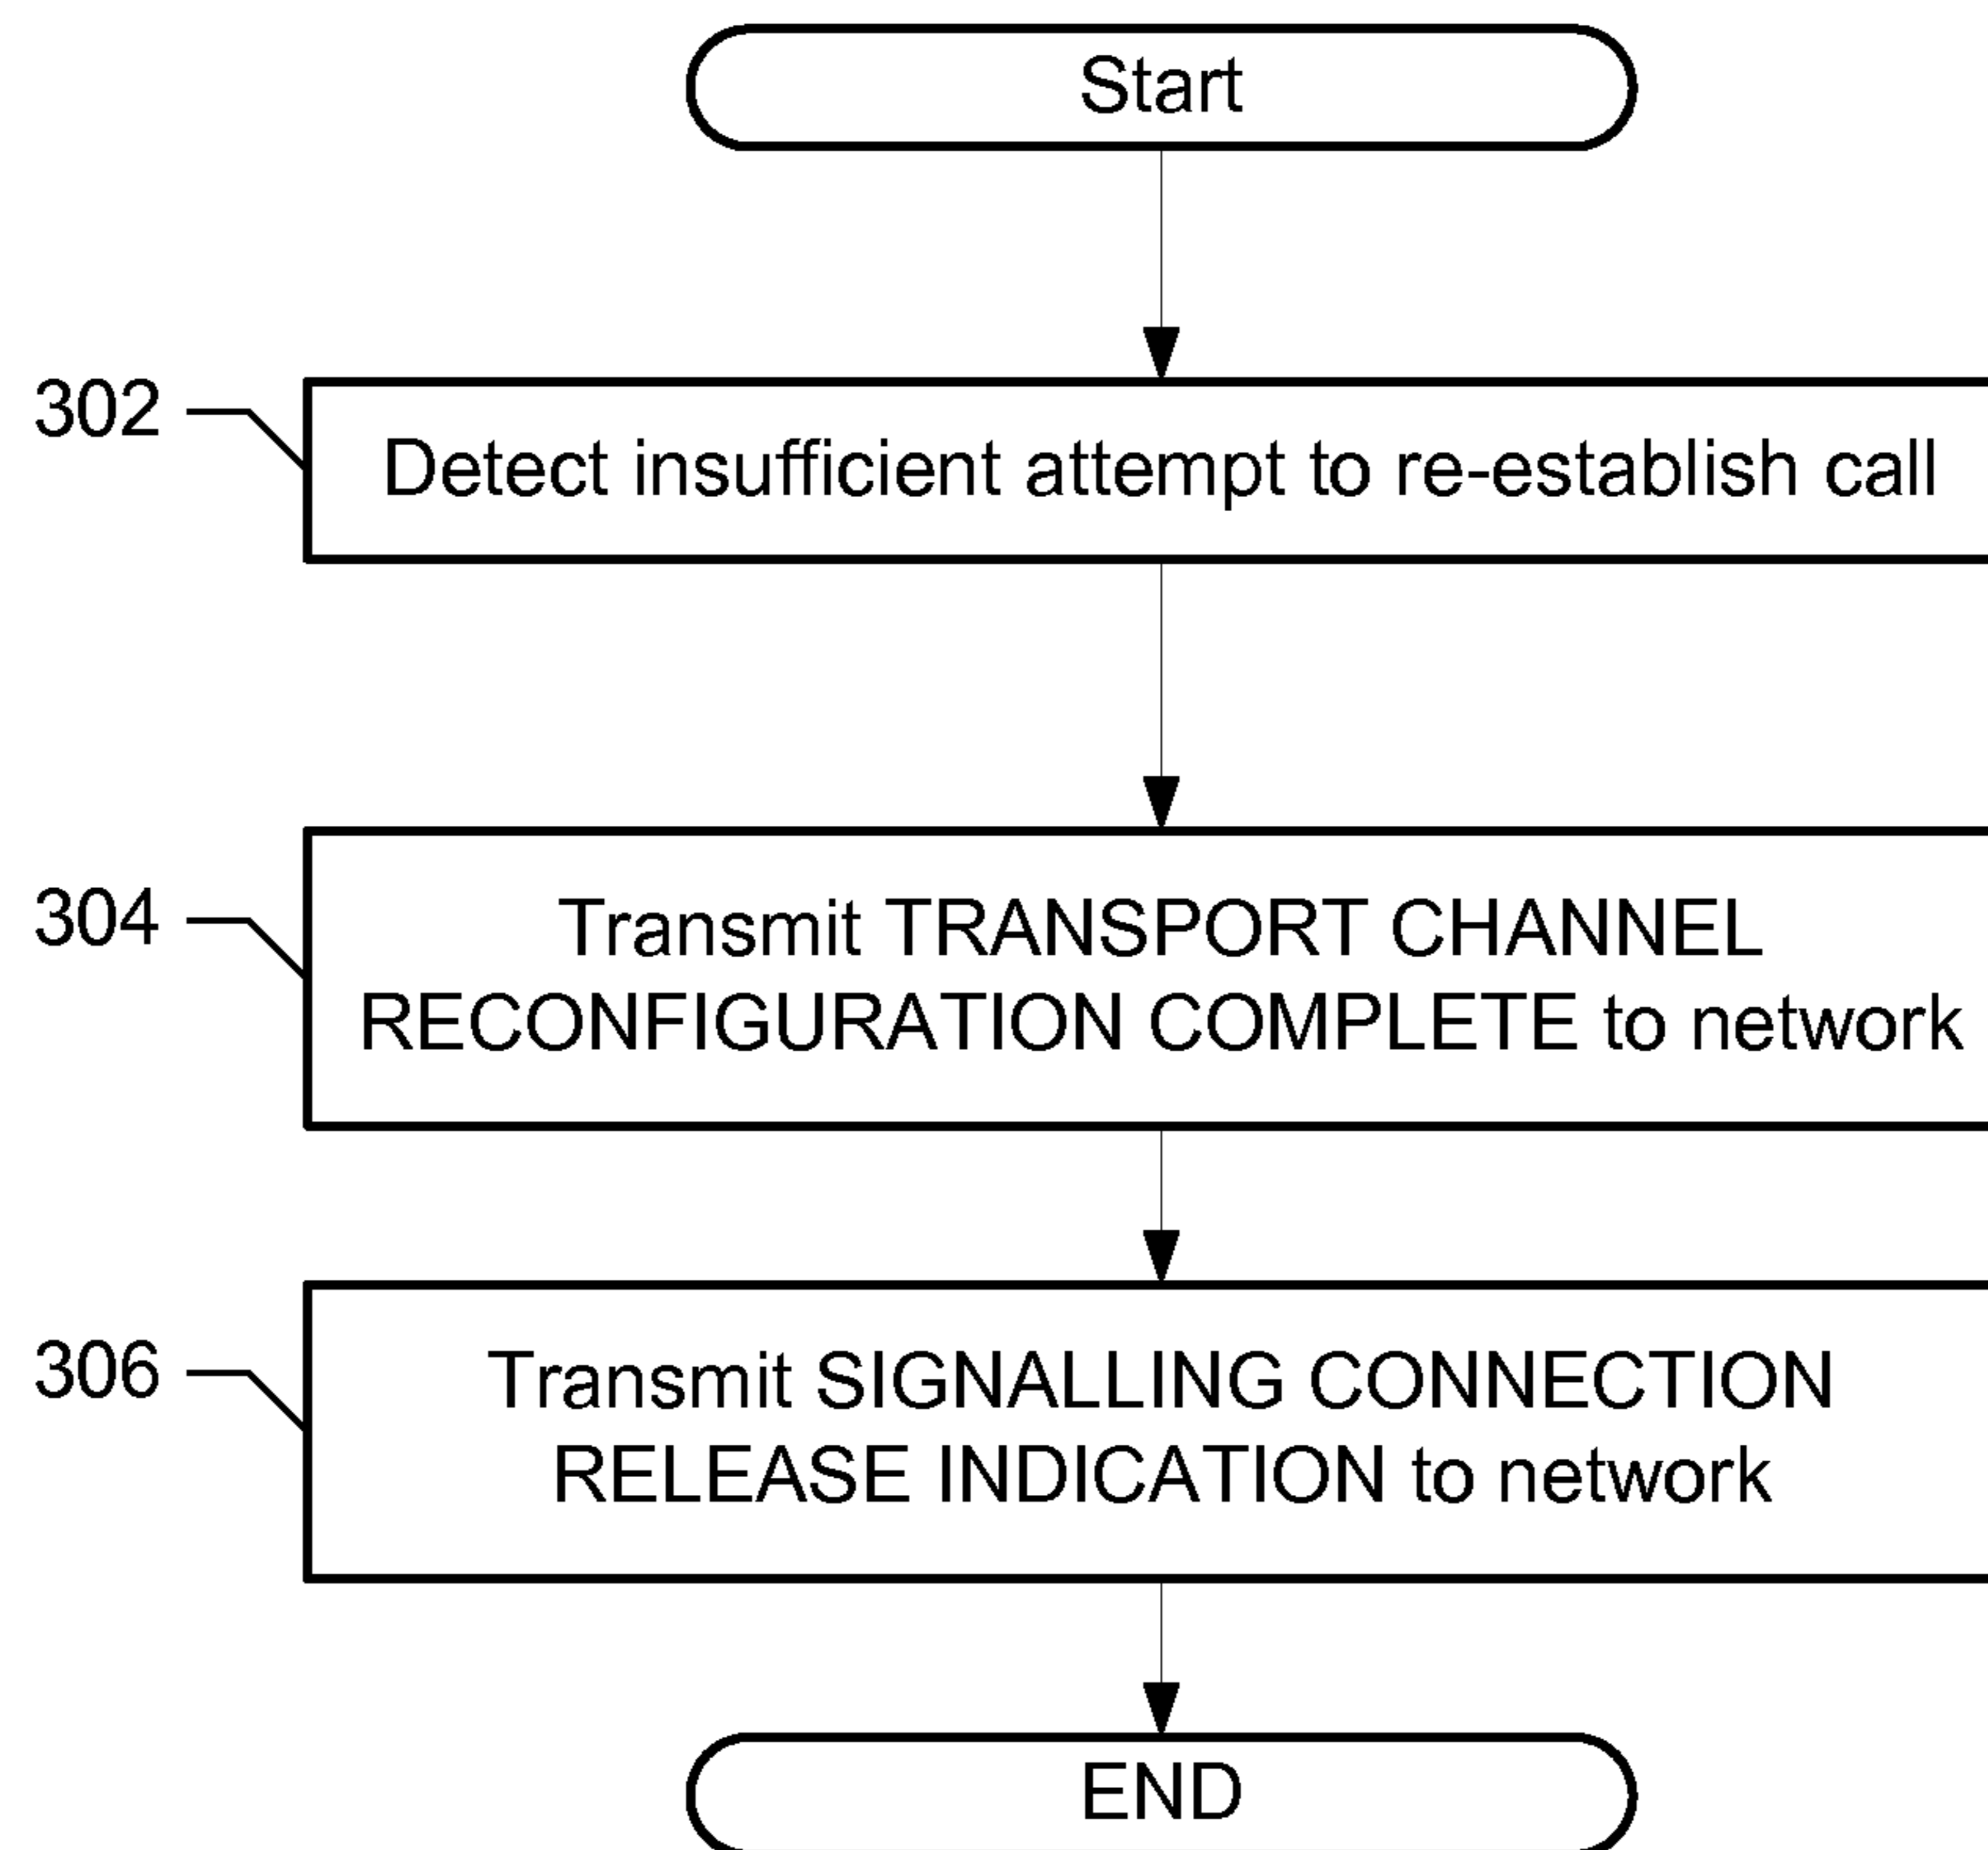 Start
302
Detect insufficient attempt to re-establish call
304
Transmit TRANSPORT CHANNEL
RECONFIGURATION COMPLETE to network
306
Transmit SIGNALLING CONNECTION
RELEASE INDICATION to network
END